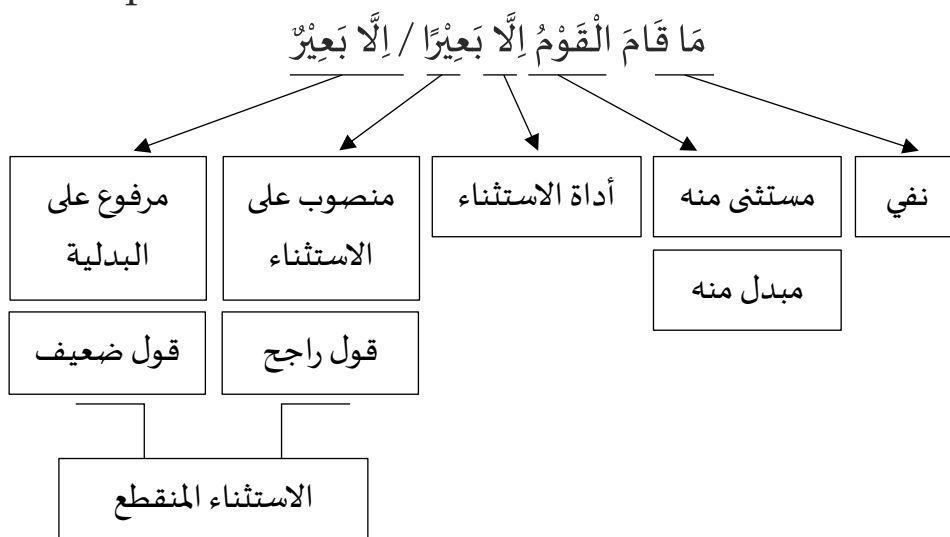 مَا قَامَ الْقَوْمُ اِلَّا بَعِيْرًا / اِلَّا بَعِيْرٌ
نفي
مستثنى منه
أداة الاستثناء
منصوب على
الاستثناء
مرفوع على
البدلية
مبدل منه
قول راجح
قول ضعيف
الاستثناء المنقطع